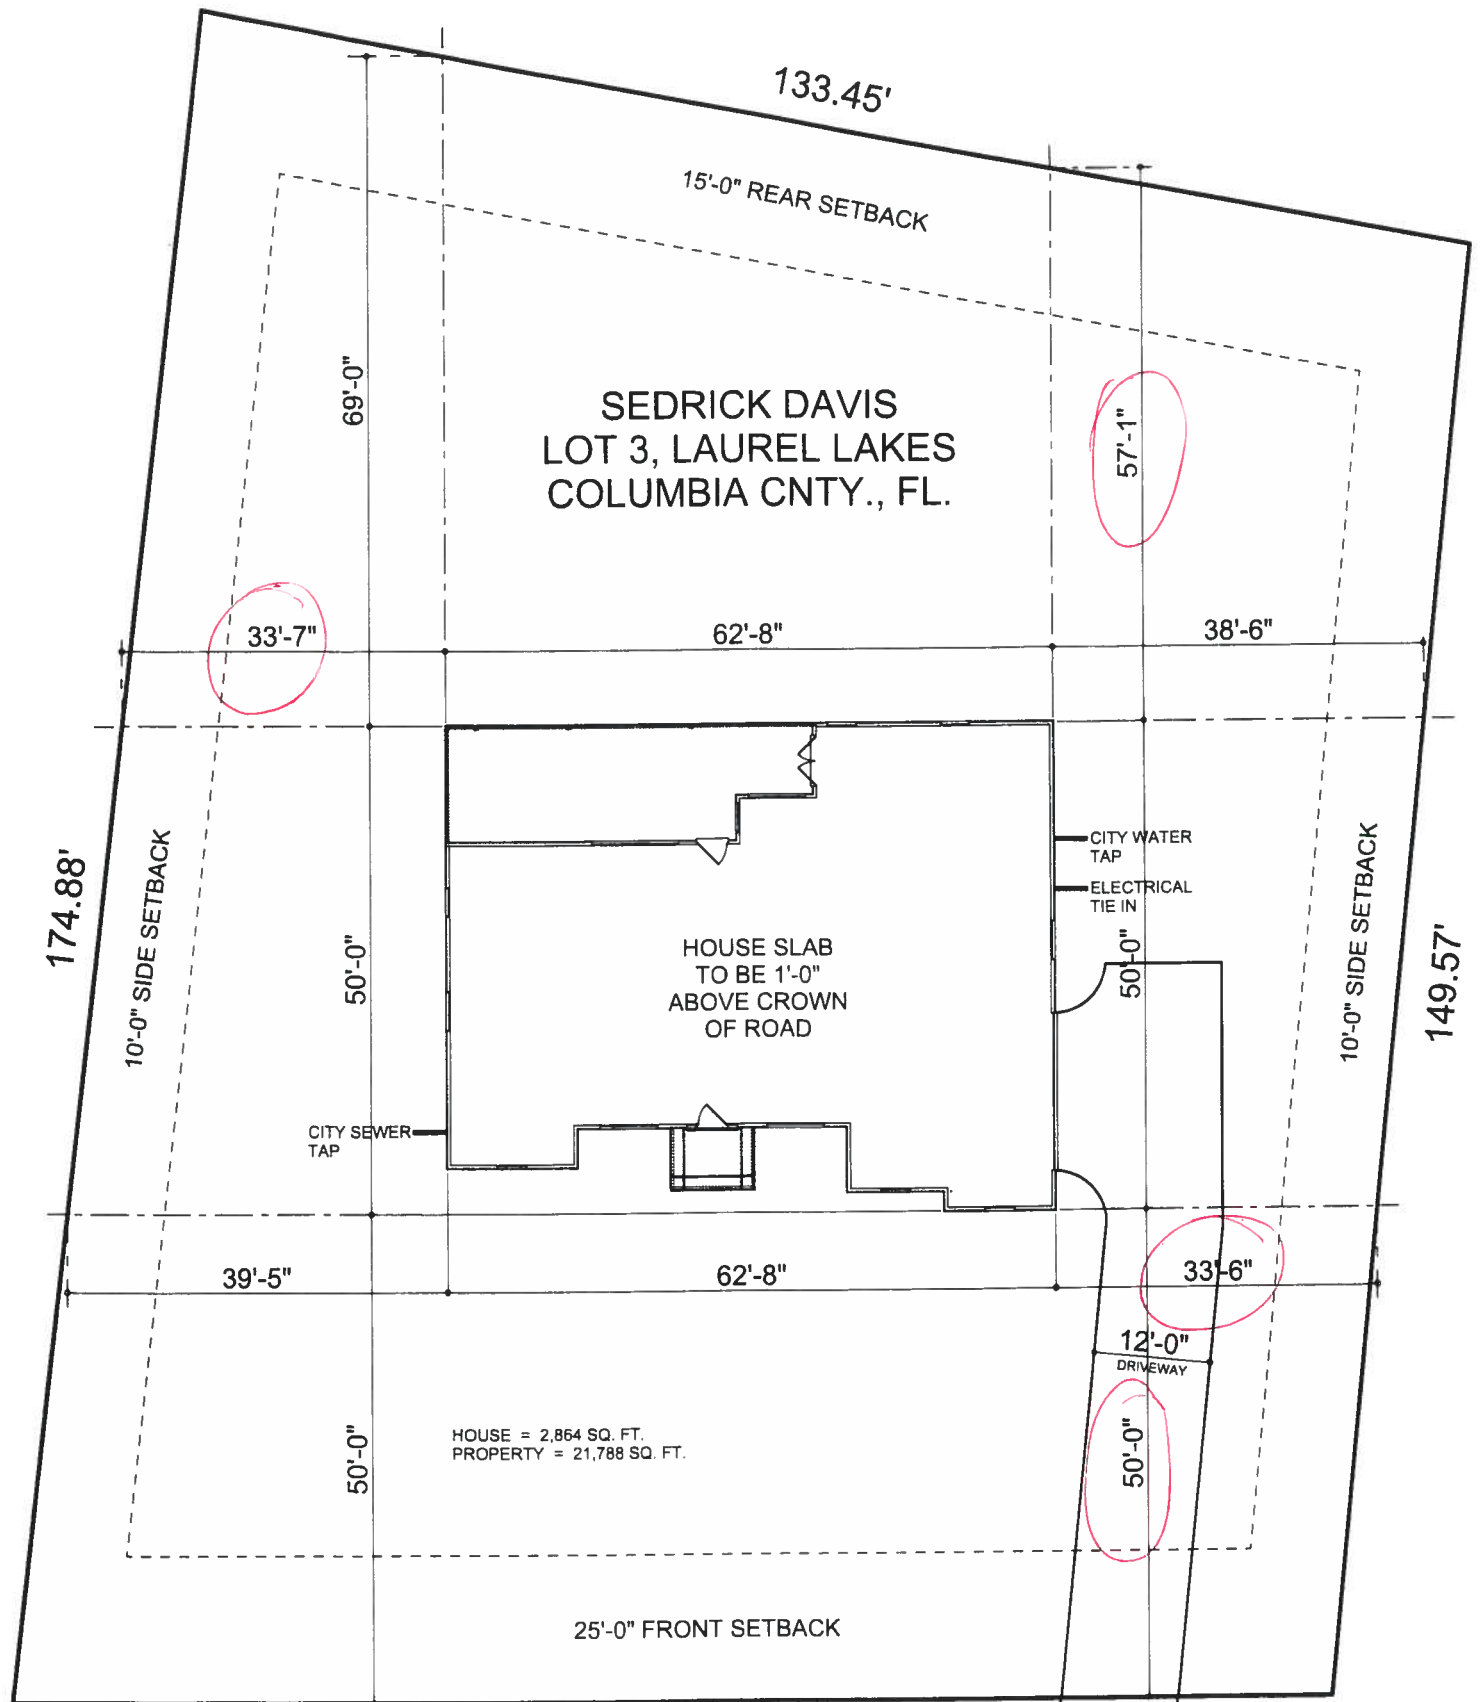 133.45'
15'-0" REAR SETBACK
69'-0"
SEDRICK DAVIS
LOT 3, LAUREL LAKES
COLUMBIA CNTY., FL.
57'-1"
33'-7"
62'-8"
38'-6"
174.88'
10'-0" SIDE SETBACK
CITY WATER
TAP
ELECTRICAL
TIE IN
50'-0"
HOUSE SLAB
TO BE 1'-0"
ABOVE CROWN
OF ROAD
50'-0"
10'-0" SIDE SETBACK
149.57'
CITY SEWER
TAP
39'-5"
62'-8"
33'-6"
12'-0"
DRIVEWAY
50'-0"
HOUSE = 2,864 SQ. FT.
PROPERTY = 21,788 SQ. FT.
50'-0"
25'-0" FRONT SETBACK